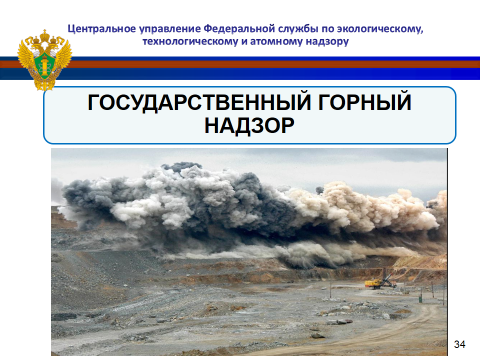 Центральное управление Федеральной службы по экологическому,
технологическому и атомному надзору
ГОСУДАРСТВЕННЫЙ ГОРНЫЙ
НАДЗОР
34